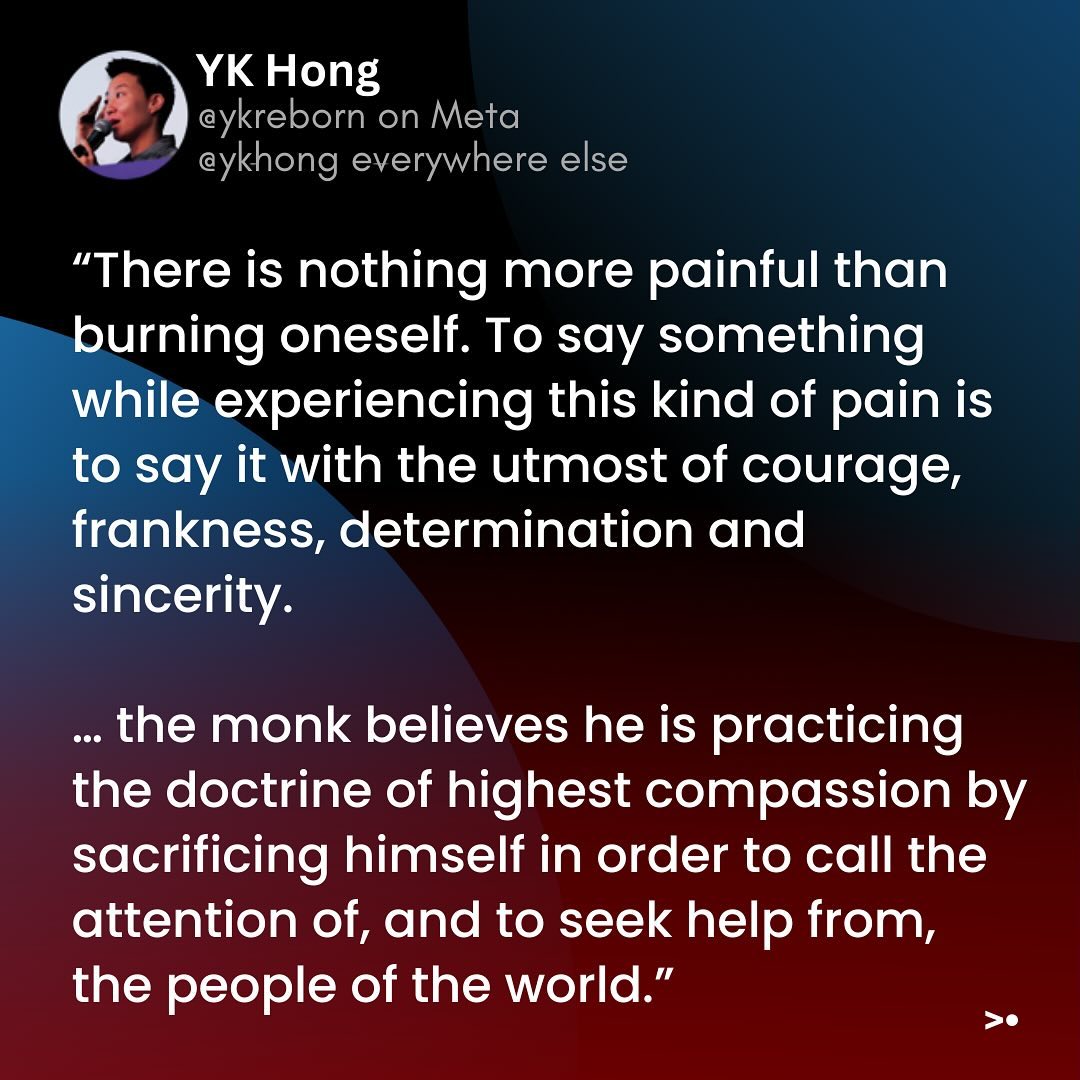 YK Hong
@ykreborn on Meta
@ykhong everywhere else
“There is nothing more painful than
burning oneself. To say something
while experiencing this kind of pain is
to say it with the utmost of courage,
frankness, determination and
sincerity.
... the monk believes he is practicing
the doctrine of highest compassion by
sacrificing himself in order to call the
attention of, and to seek help from,
the people of the world.”
>•